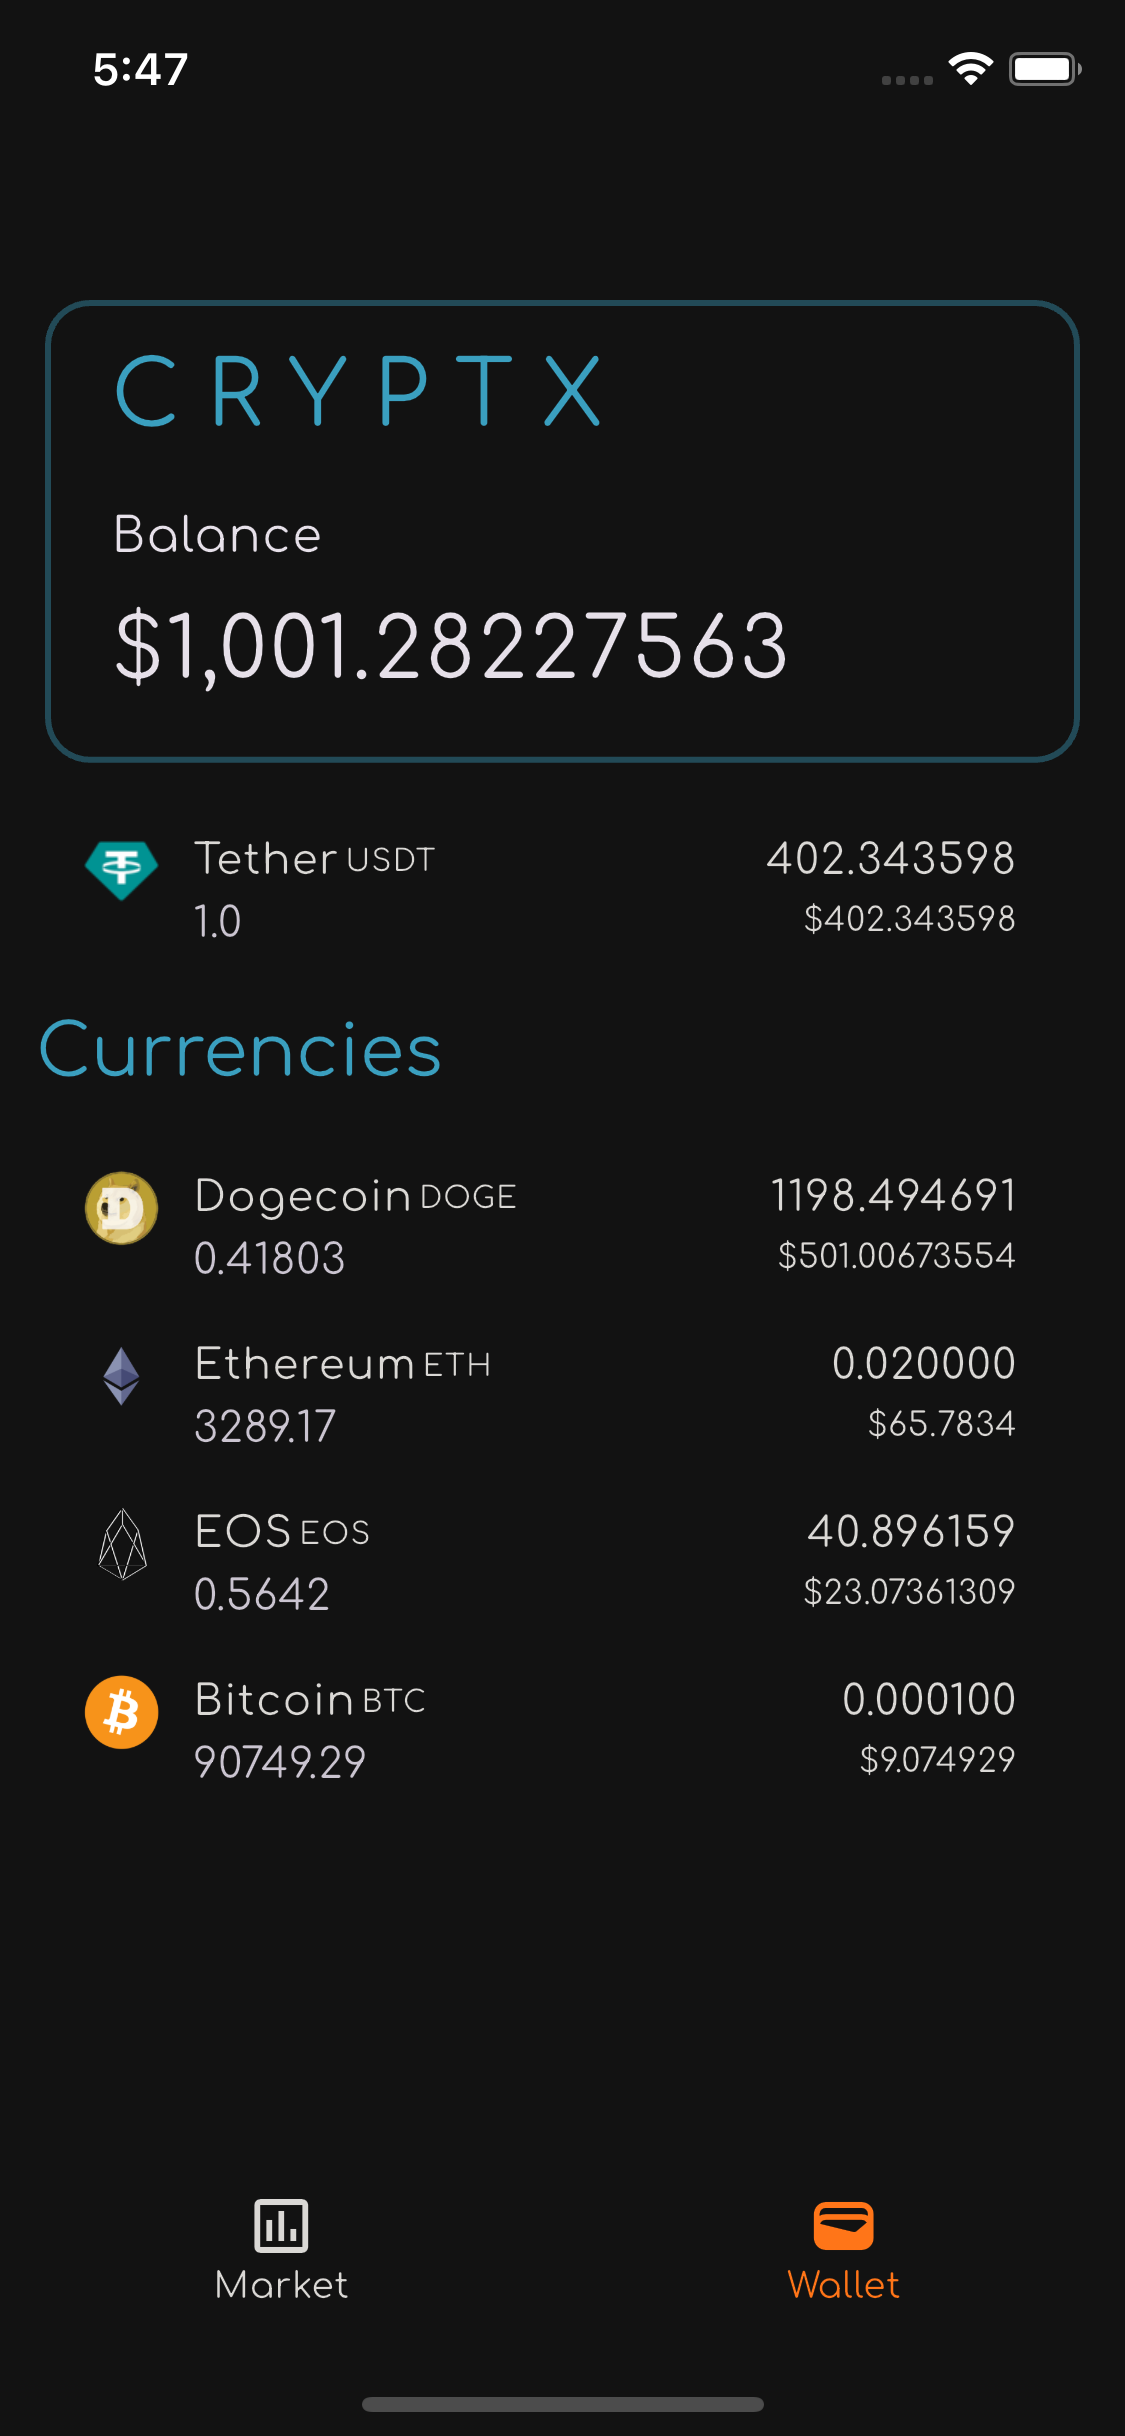 5:47
CRYPTX
Balance
$1,001.28227563
Tether USDT 402.343598
1.0 $402.343598
Currencies
Dogecoin DOGE 1198.494691
0.41803 $501.00673554
Ethereum ETH 0.020000
3289.17 $65.7834
EOS EOS 40.896159
0.5642 $23.07361309
Bitcoin BTC 0.000100
90749.29 $9.074929
Market Wallet